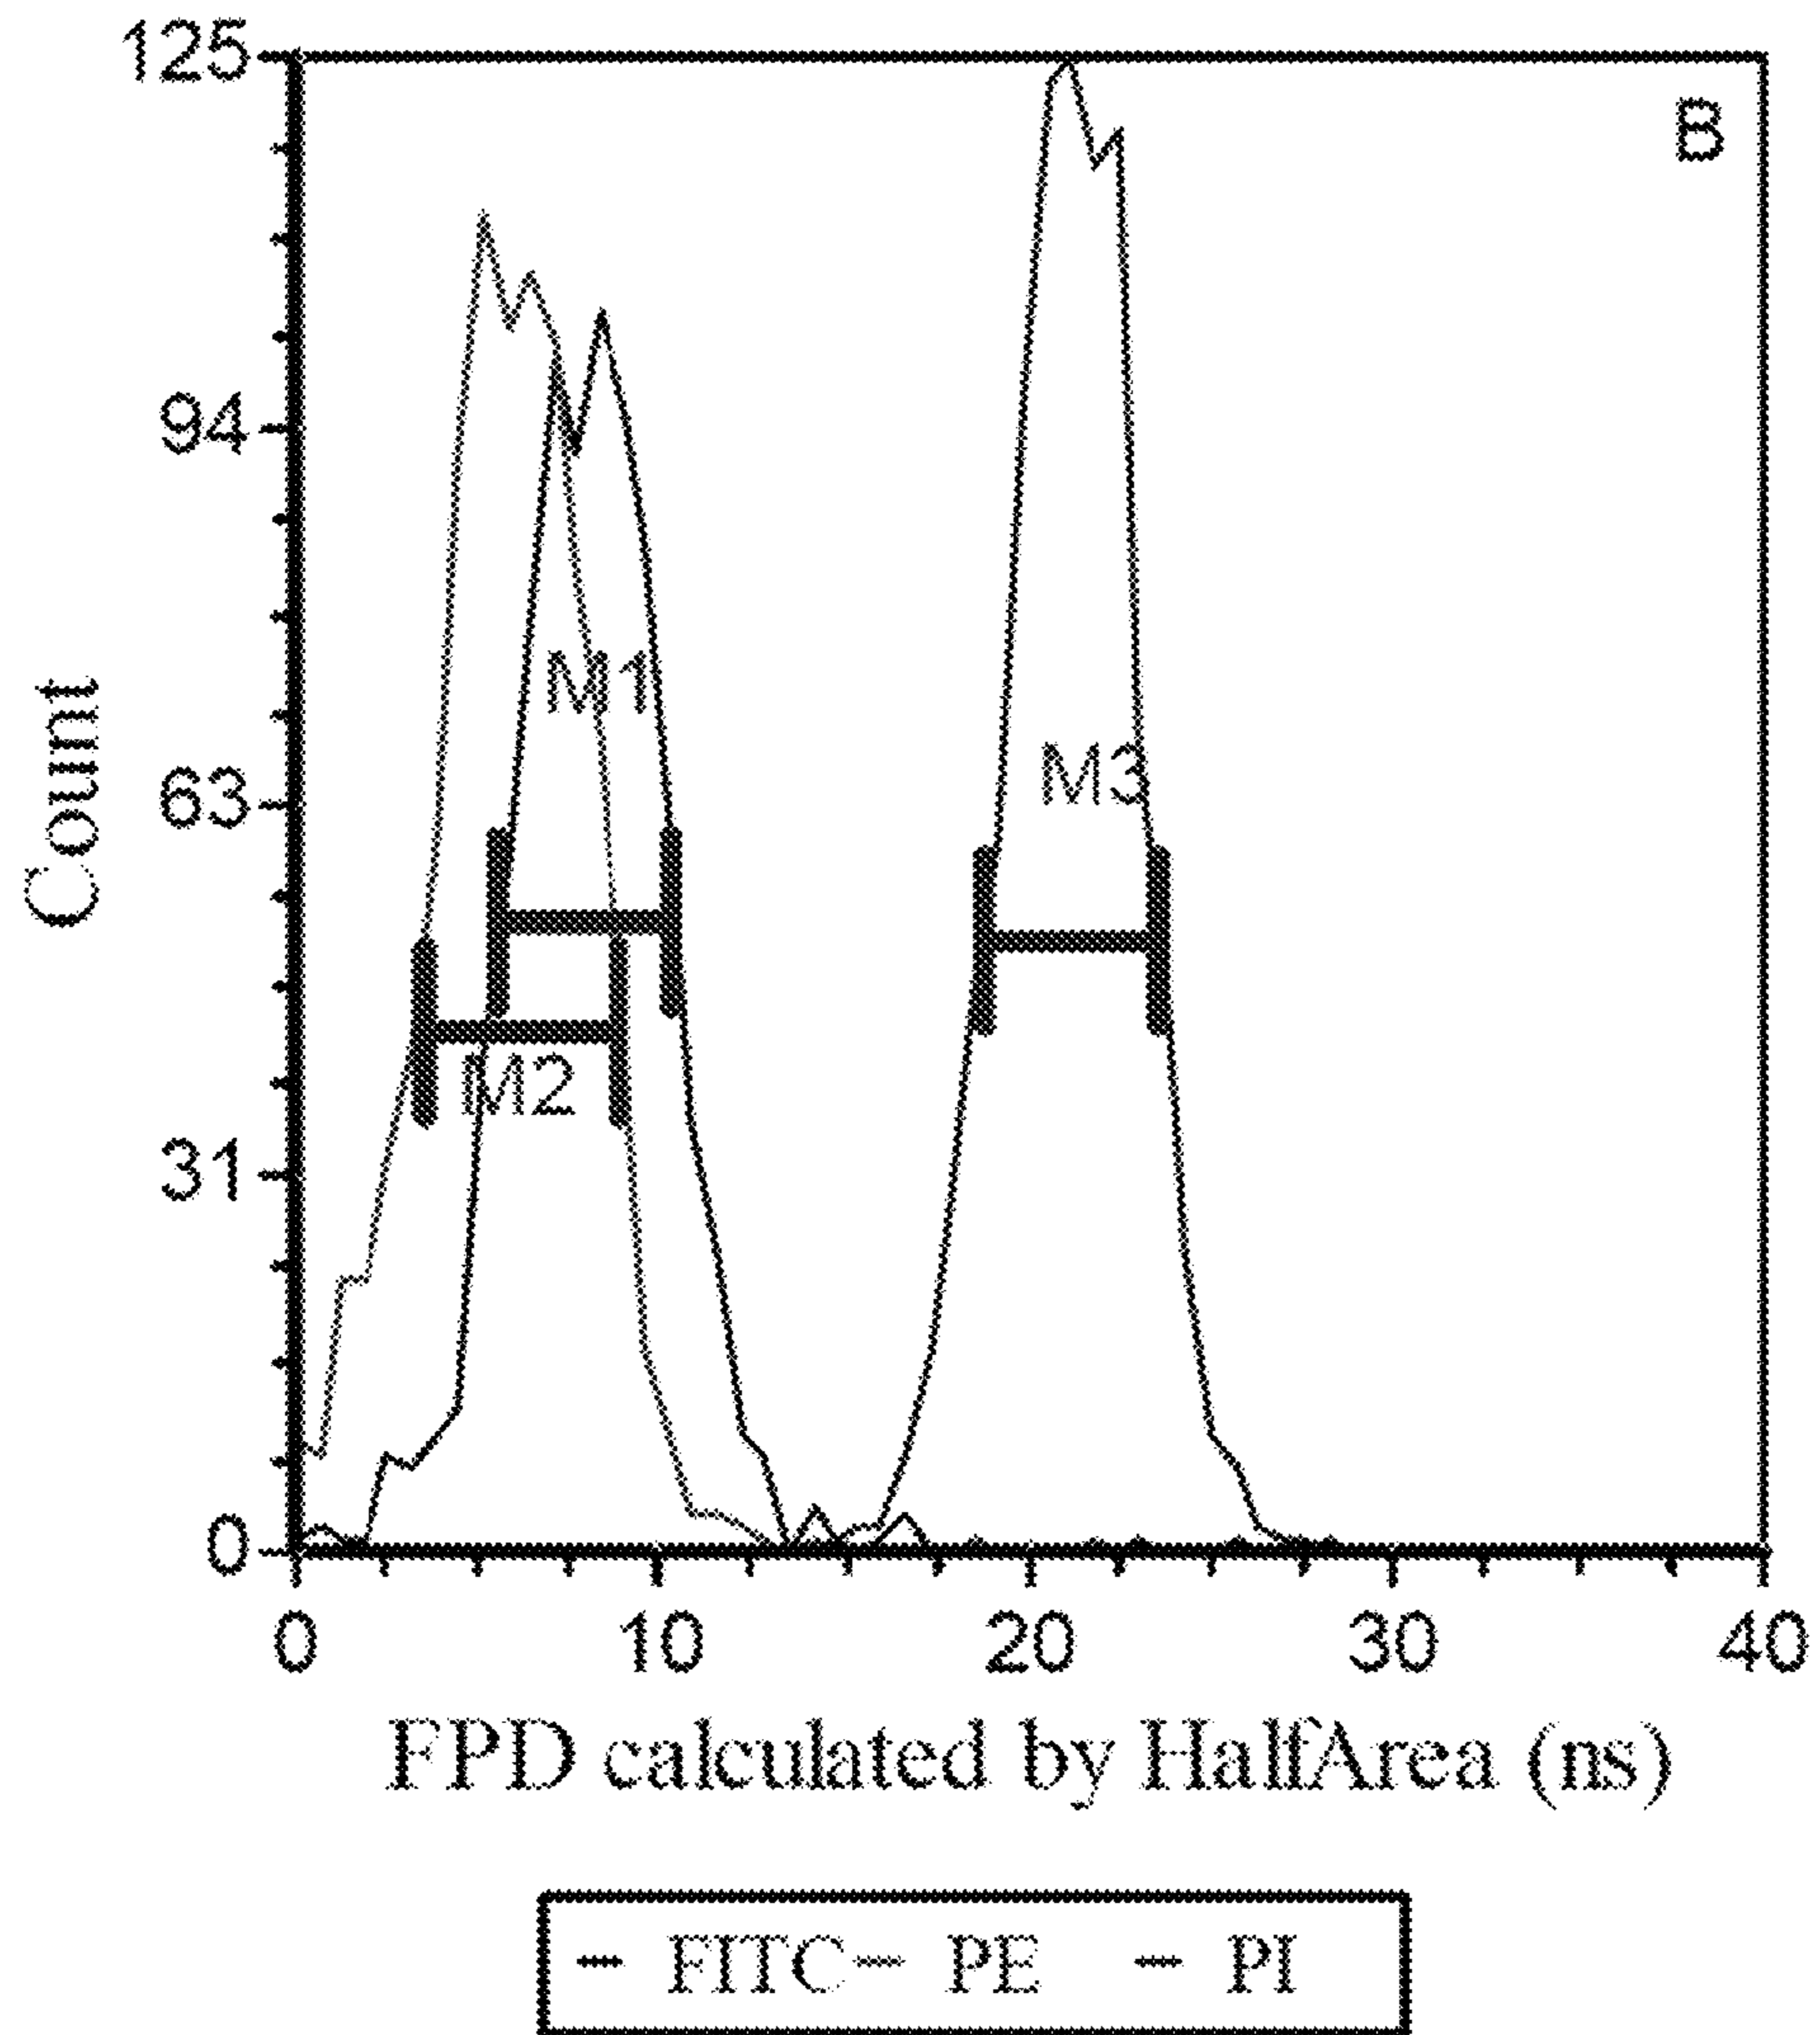 125
B
94
M1
Count
63
M3
M2
31
0
0 10 20 30 40
FPD calculated by HalfArea (ns)
FITC PE PI